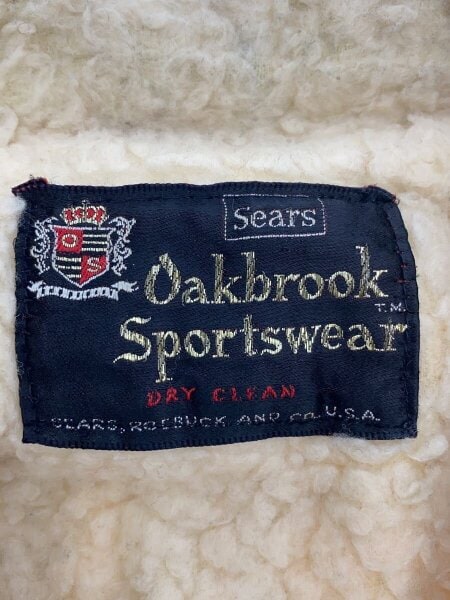 Sears
O S
Oakbrook
T.M.
Sportswear
DRY CLEAN
SEARS, ROEBUCK AND CO. U.S.A.